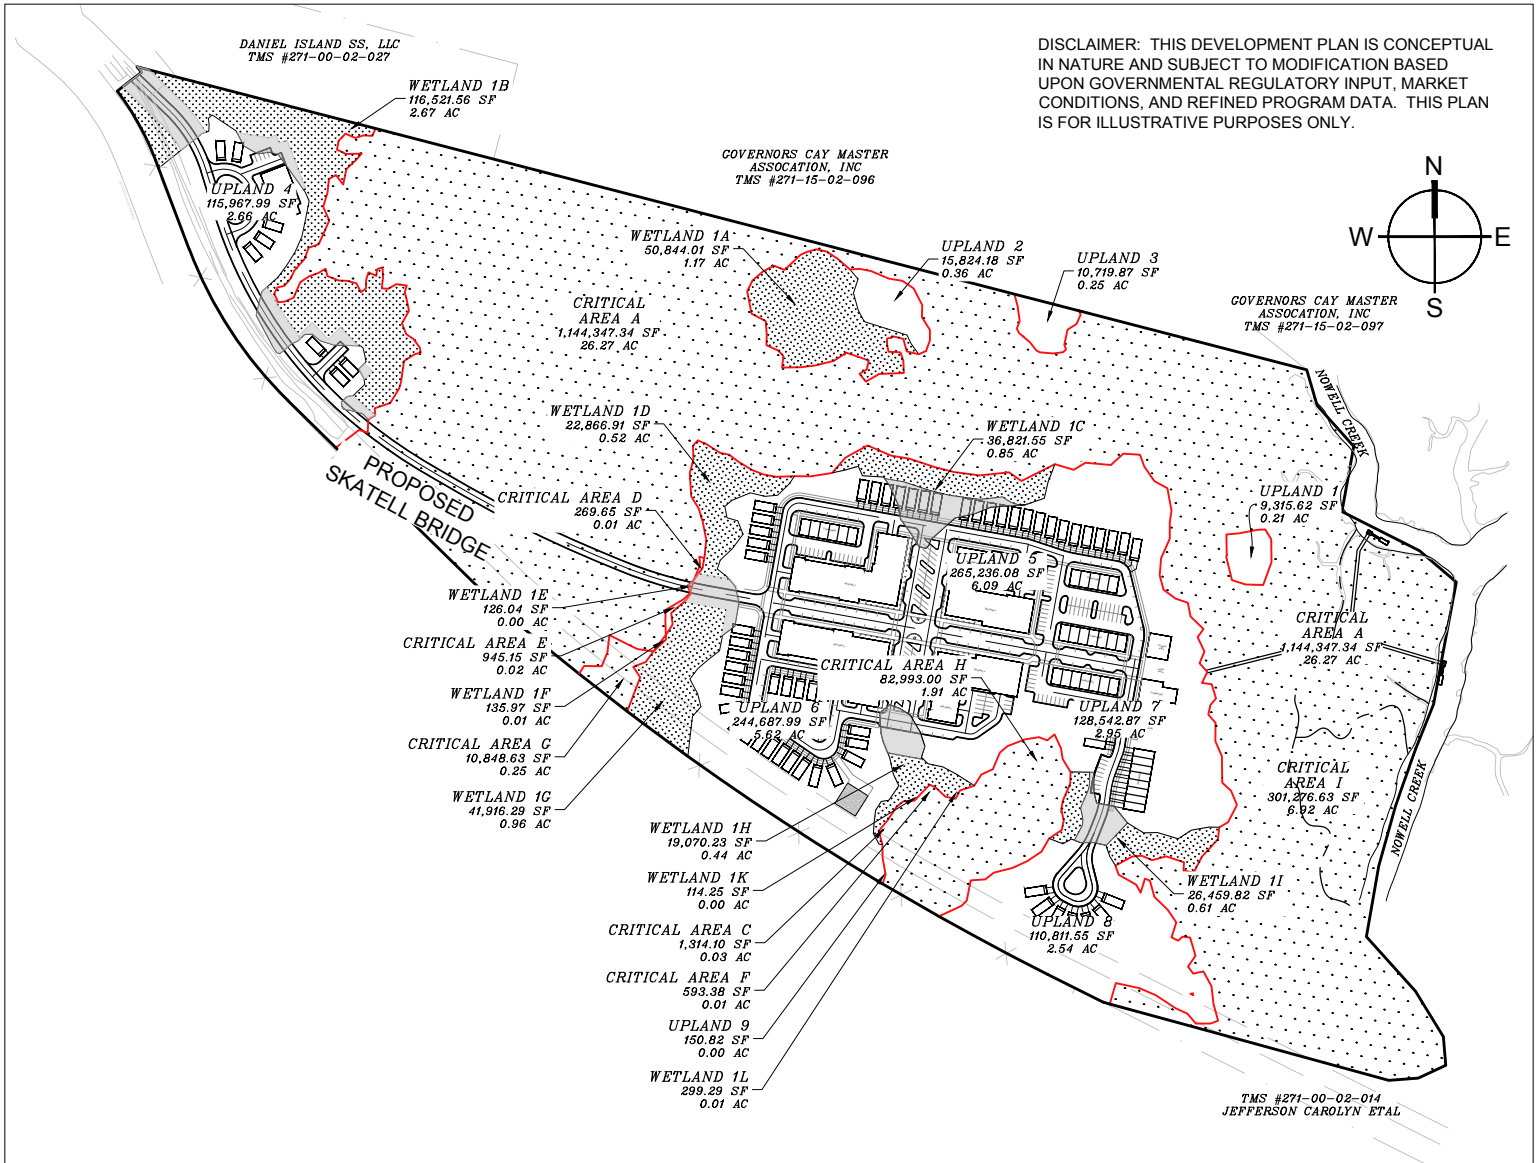 DANIEL ISLAND SS, LLC
TMS #271-00-02-027
DISCLAIMER: THIS DEVELOPMENT PLAN IS CONCEPTUAL
IN NATURE AND SUBJECT TO MODIFICATION BASED
UPON GOVERNMENTAL REGULATORY INPUT, MARKET
CONDITIONS, AND REFINED PROGRAM DATA. THIS PLAN
IS FOR ILLUSTRATIVE PURPOSES ONLY.
WETLAND 1B
116,521.56 SF
2.67 AC
GOVERNORS CAY MASTER
ASSOCATION, INC
TMS #271-15-02-096
N
W E
S
UPLAND 4
115,967.99 SF
2.66 AC
WETLAND 1A
50,844.01 SF
1.17 AC
UPLAND 2
15,824.18 SF
0.36 AC
UPLAND 3
10,719.87 SF
0.25 AC
GOVERNORS CAY MASTER
ASSOCATION, INC
TMS #271-15-02-097
CRITICAL
AREA A
1,144,347.34 SF
26.27 AC
NOWELL CREEK
WETLAND 1D
22,866.91 SF
0.52 AC
WETLAND 1C
36,821.55 SF
0.85 AC
PROPOSED
SKATELL BRIDGE
CRITICAL AREA D
269.65 SF
0.01 AC
UPLAND 1
9,315.62 SF
0.21 AC
UPLAND 5
265,236.08 SF
6.09 AC
WETLAND 1E
126.04 SF
0.00 AC
CRITICAL AREA E
945.15 SF
0.02 AC
CRITICAL
AREA A
1,144,347.34 SF
26.27 AC
CRITICAL AREA H
82,993.00 SF
1.91 AC
WETLAND 1F
135.97 SF
0.01 AC
UPLAND 6
244,687.99 SF
5.62 AC
UPLAND 7
128,542.87 SF
2.95 AC
CRITICAL AREA G
10,848.63 SF
0.25 AC
CRITICAL
AREA I
301,276.63 SF
6.92 AC
NOWELL CREEK
WETLAND 1G
41,916.29 SF
0.96 AC
WETLAND 1H
19,070.23 SF
0.44 AC
WETLAND 1K
114.25 SF
0.00 AC
WETLAND 1I
26,459.82 SF
0.61 AC
CRITICAL AREA C
1,314.10 SF
0.03 AC
UPLAND 8
110,811.55 SF
2.54 AC
CRITICAL AREA F
593.38 SF
0.01 AC
UPLAND 9
150.82 SF
0.00 AC
WETLAND 1L
299.29 SF
0.01 AC
TMS #271-00-02-014
JEFFERSON CAROLYN ETAL